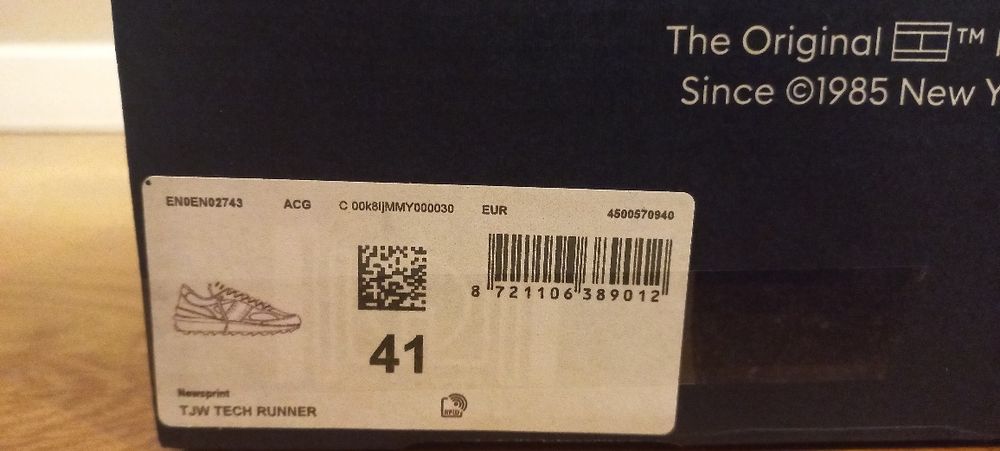 The Original ™
Since ©1985 New Y
EN0EN02743 ACG C 00k8IjMMY000030 EUR 4500570940
8 721106 389012
41
Newsprint
TJW TECH RUNNER
RFID